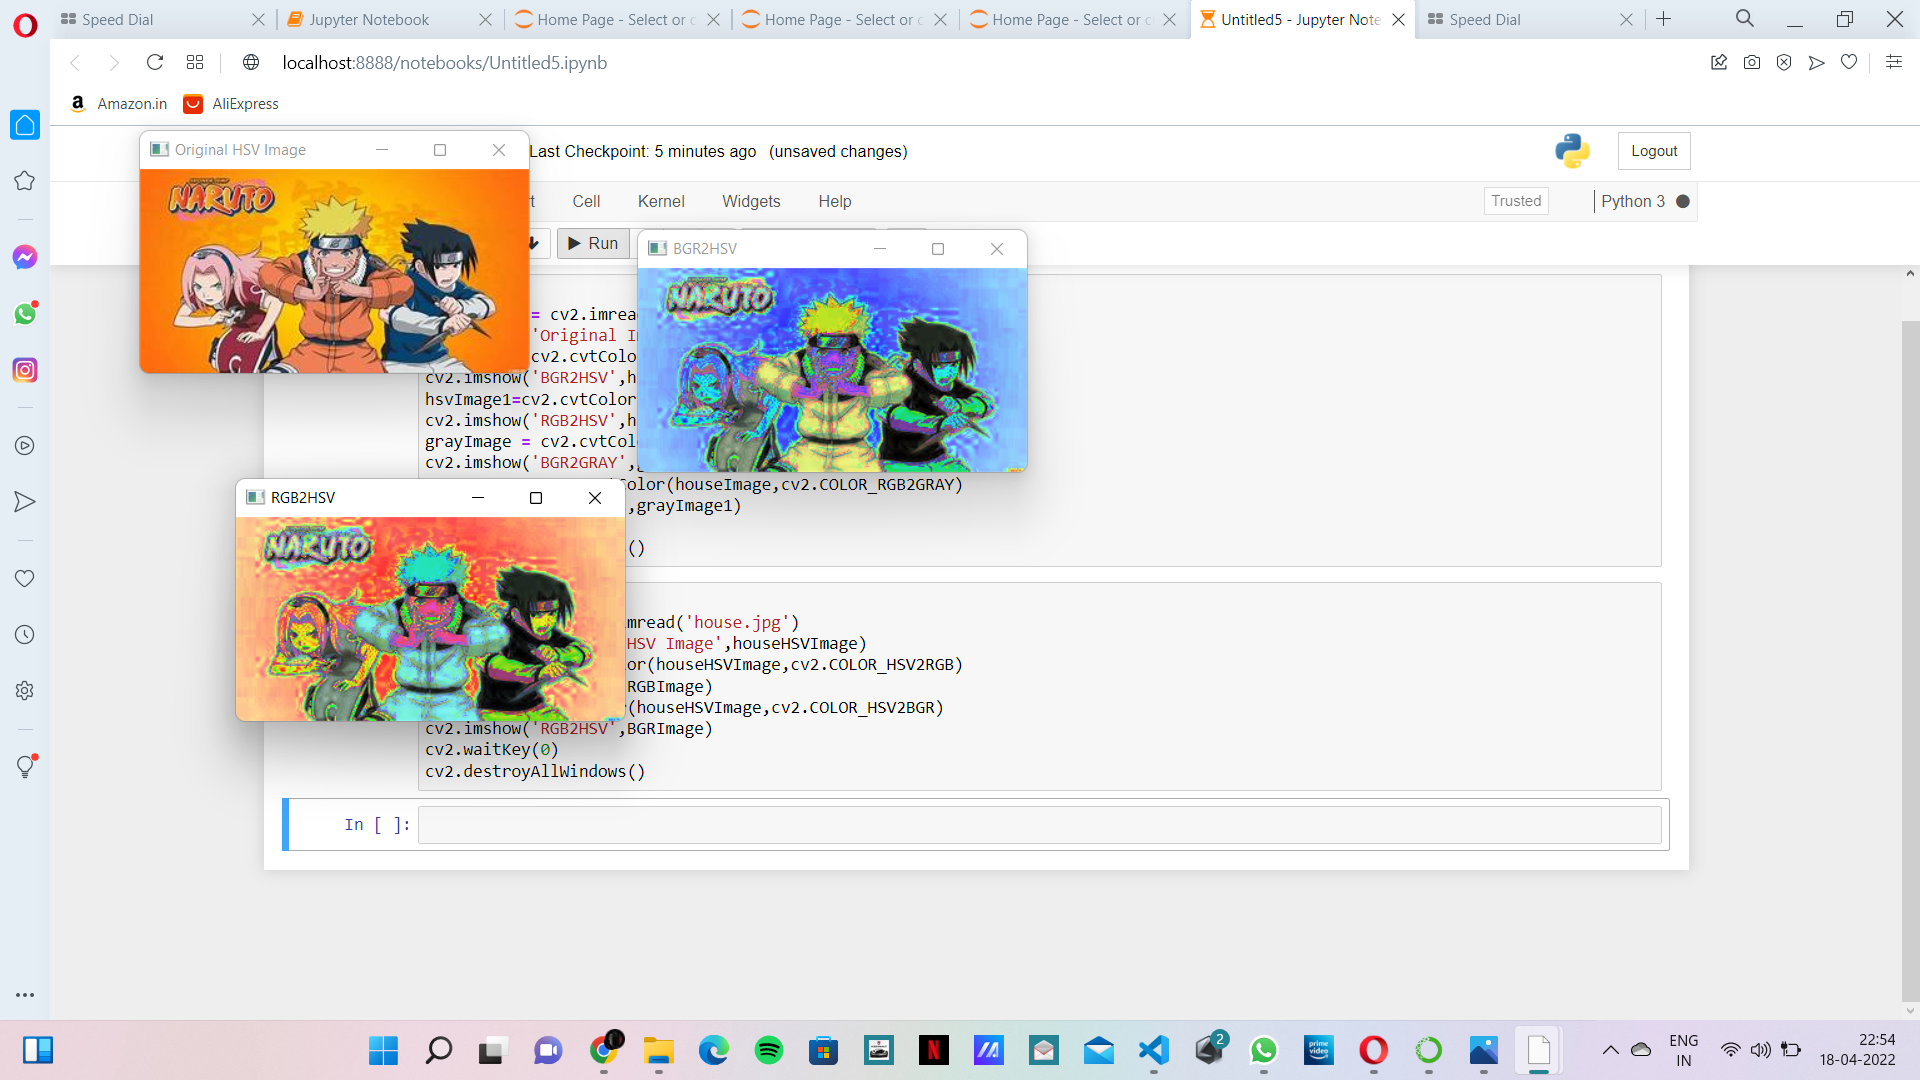 Speed Dial
Jupyter Notebook
Home Page - Select or c
Home Page - Select or c
Home Page - Select or c
Untitled5 - Jupyter Note
Speed Dial
localhost:8888/notebooks/Untitled5.ipynb
Amazon.in
AliExpress
Original HSV Image
Last Checkpoint: 5 minutes ago (unsaved changes)
Logout
NARUTO
Cell
Kernel
Widgets
Help
Trusted
Python 3
Run
BGR2HSV
NARUTO
= cv2.imrea
'Original I
cv2.cvtColo
cv2.imshow('BGR2HSV',h
hsvImage1=cv2.cvtColor
cv2.imshow('RGB2HSV',h
grayImage = cv2.cvtCol
cv2.imshow('BGR2GRAY',
Color(houseImage,cv2.COLOR_RGB2GRAY)
,grayImage1)
()
RGB2HSV
NARUTO
mread('house.jpg')
HSV Image',houseHSVImage)
lor(houseHSVImage,cv2.COLOR_HSV2RGB)
RGBImage)
(houseHSVImage,cv2.COLOR_HSV2BGR)
cv2.imshow('RGB2HSV',BGRImage)
cv2.waitKey(0)
cv2.destroyAllWindows()
In [ ]:
prime video
2
ENG
IN
22:54
18-04-2022